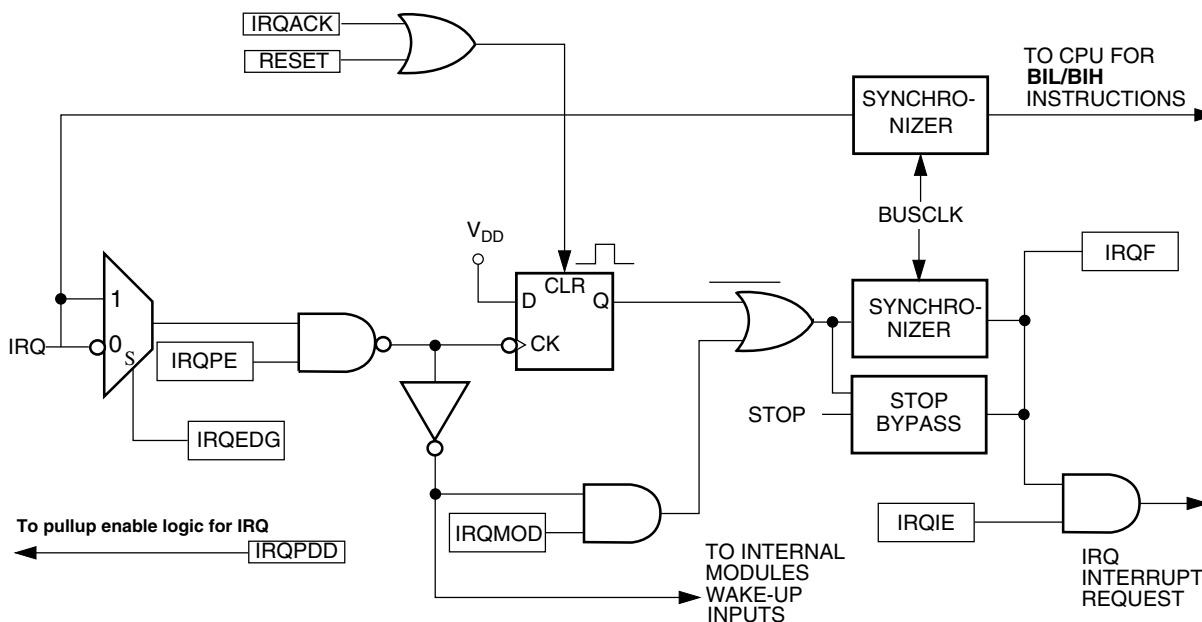 IRQACK
RESET
TO CPU FOR
BIL/BIH
INSTRUCTIONS
SYNCHRO-
NIZER
BUSCLK
VDD
CLR
D
Q
CK
IRQF
SYNCHRO-
NIZER
1
0
S
IRQ
IRQPE
STOP
STOP
BYPASS
IRQEDG
To pullup enable logic for IRQ
IRQPDD
IRQMOD
IRQIE
TO INTERNAL
MODULES
WAKE-UP
INPUTS
IRQ
INTERRUPT
REQUEST